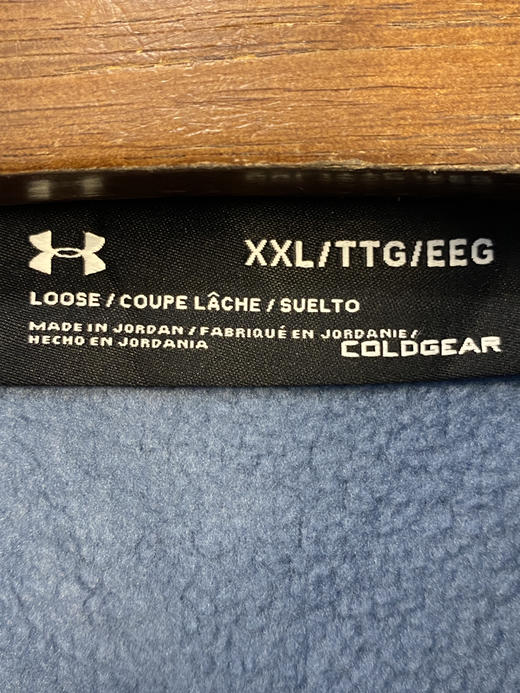 XXL/TTG/EEG
LOOSE / COUPE LÂCHE / SUELTO
MADE IN JORDAN / FABRIQUÉ EN JORDANIE /
HECHO EN JORDANIA
COLDGEAR